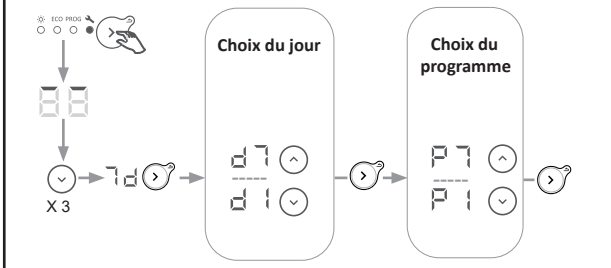 ECO PROG
Choix du jour
Choix du
programme
d7
P7
7d
X 3
d1
P1